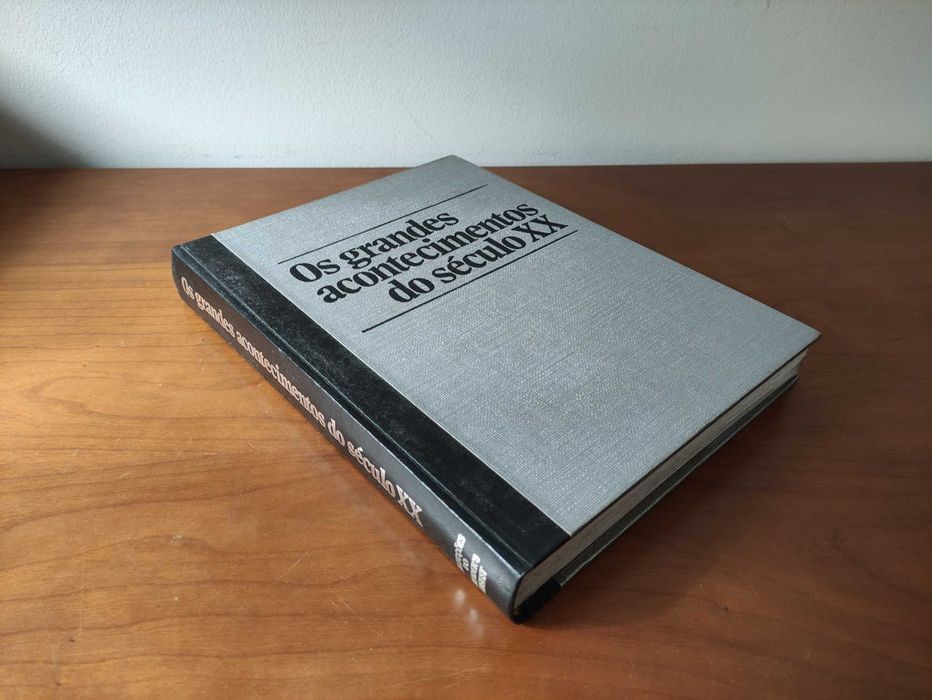 Os grandes
acontecimentos
do século XX
Os grandes acontecimentos do século XX